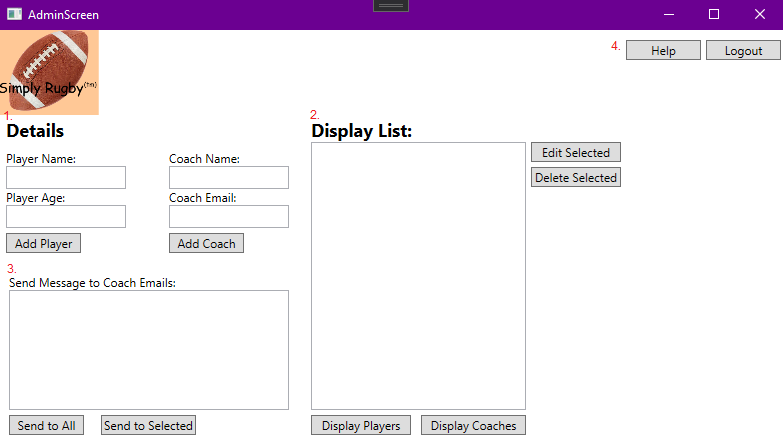 AdminScreen
Simply Rugby(tm)
4.
Help
Logout
1.
Details
Player Name:
Coach Name:
Player Age:
Coach Email:
Add Player
Add Coach
2.
Display List:
Edit Selected
Delete Selected
3.
Send Message to Coach Emails:
Send to All
Send to Selected
Display Players
Display Coaches